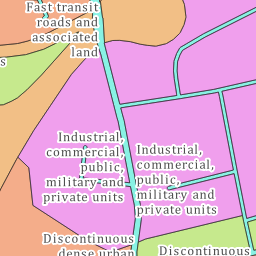 Fast transit
roads and
associated
land
s
Industrial,
commercial,
public,
military and
private units
Industrial,
commercial,
public,
military and
private units
Discontinuous
dense urban
Discontinuous